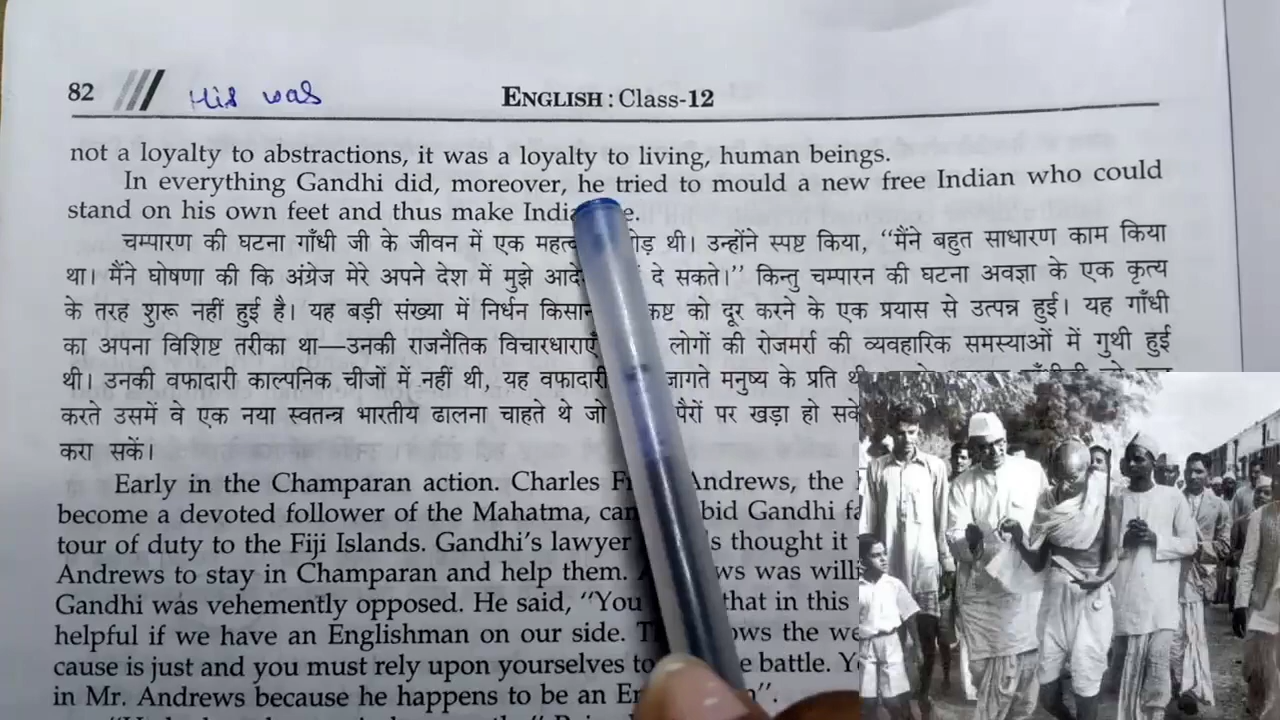 82 His was ENGLISH : Class-12
not a loyalty to abstractions, it was a loyalty to living, human beings.
In everything Gandhi did, moreover, he tried to mould a new free Indian who could
stand on his own feet and thus make
चम्पारण की घटना गाँधी जी के जीवन में एक थी। उन्होंने स्पष्ट किया, “मैंने बहुत साधारण काम किया
था। मैंने घोषणा की कि अंग्रेज मेरे अपने देश में मुझे दे सकते।” किन्तु चम्पारन की घटना अवज्ञा के एक कृत्य
के तरह शुरू नहीं हुई है। यह बड़ी संख्या में निर्धन कष्ट को दूर करने के एक प्रयास से उत्पन्न हुई। यह गाँधी
का अपना विशिष्ट तरीका था—उनकी राजनैतिक विचारधाराएँ लोगों की रोजमर्रा की व्यवहारिक समस्याओं में गुथी हुई
थी। उनकी वफादारी काल्पनिक चीजों में नहीं थी, यह वफादारी जागते मनुष्य के प्रति
करते उसमें वे एक नया स्वतन्त्र भारतीय ढालना चाहते थे जो पैरों पर खड़ा हो सके
करा सकें।
Early in the Champaran action. Charles Andrews, the
become a devoted follower of the Mahatma, bid Gandhi
tour of duty to the Fiji Islands. Gandhi’s lawyer thought it
Andrews to stay in Champaran and help them. was
Gandhi was vehemently opposed. He said, “You that in this
helpful if we have an Englishman on our side. the
cause is just and you must rely upon yourselves to battle.
in Mr. Andrews because he happens to be an ”.